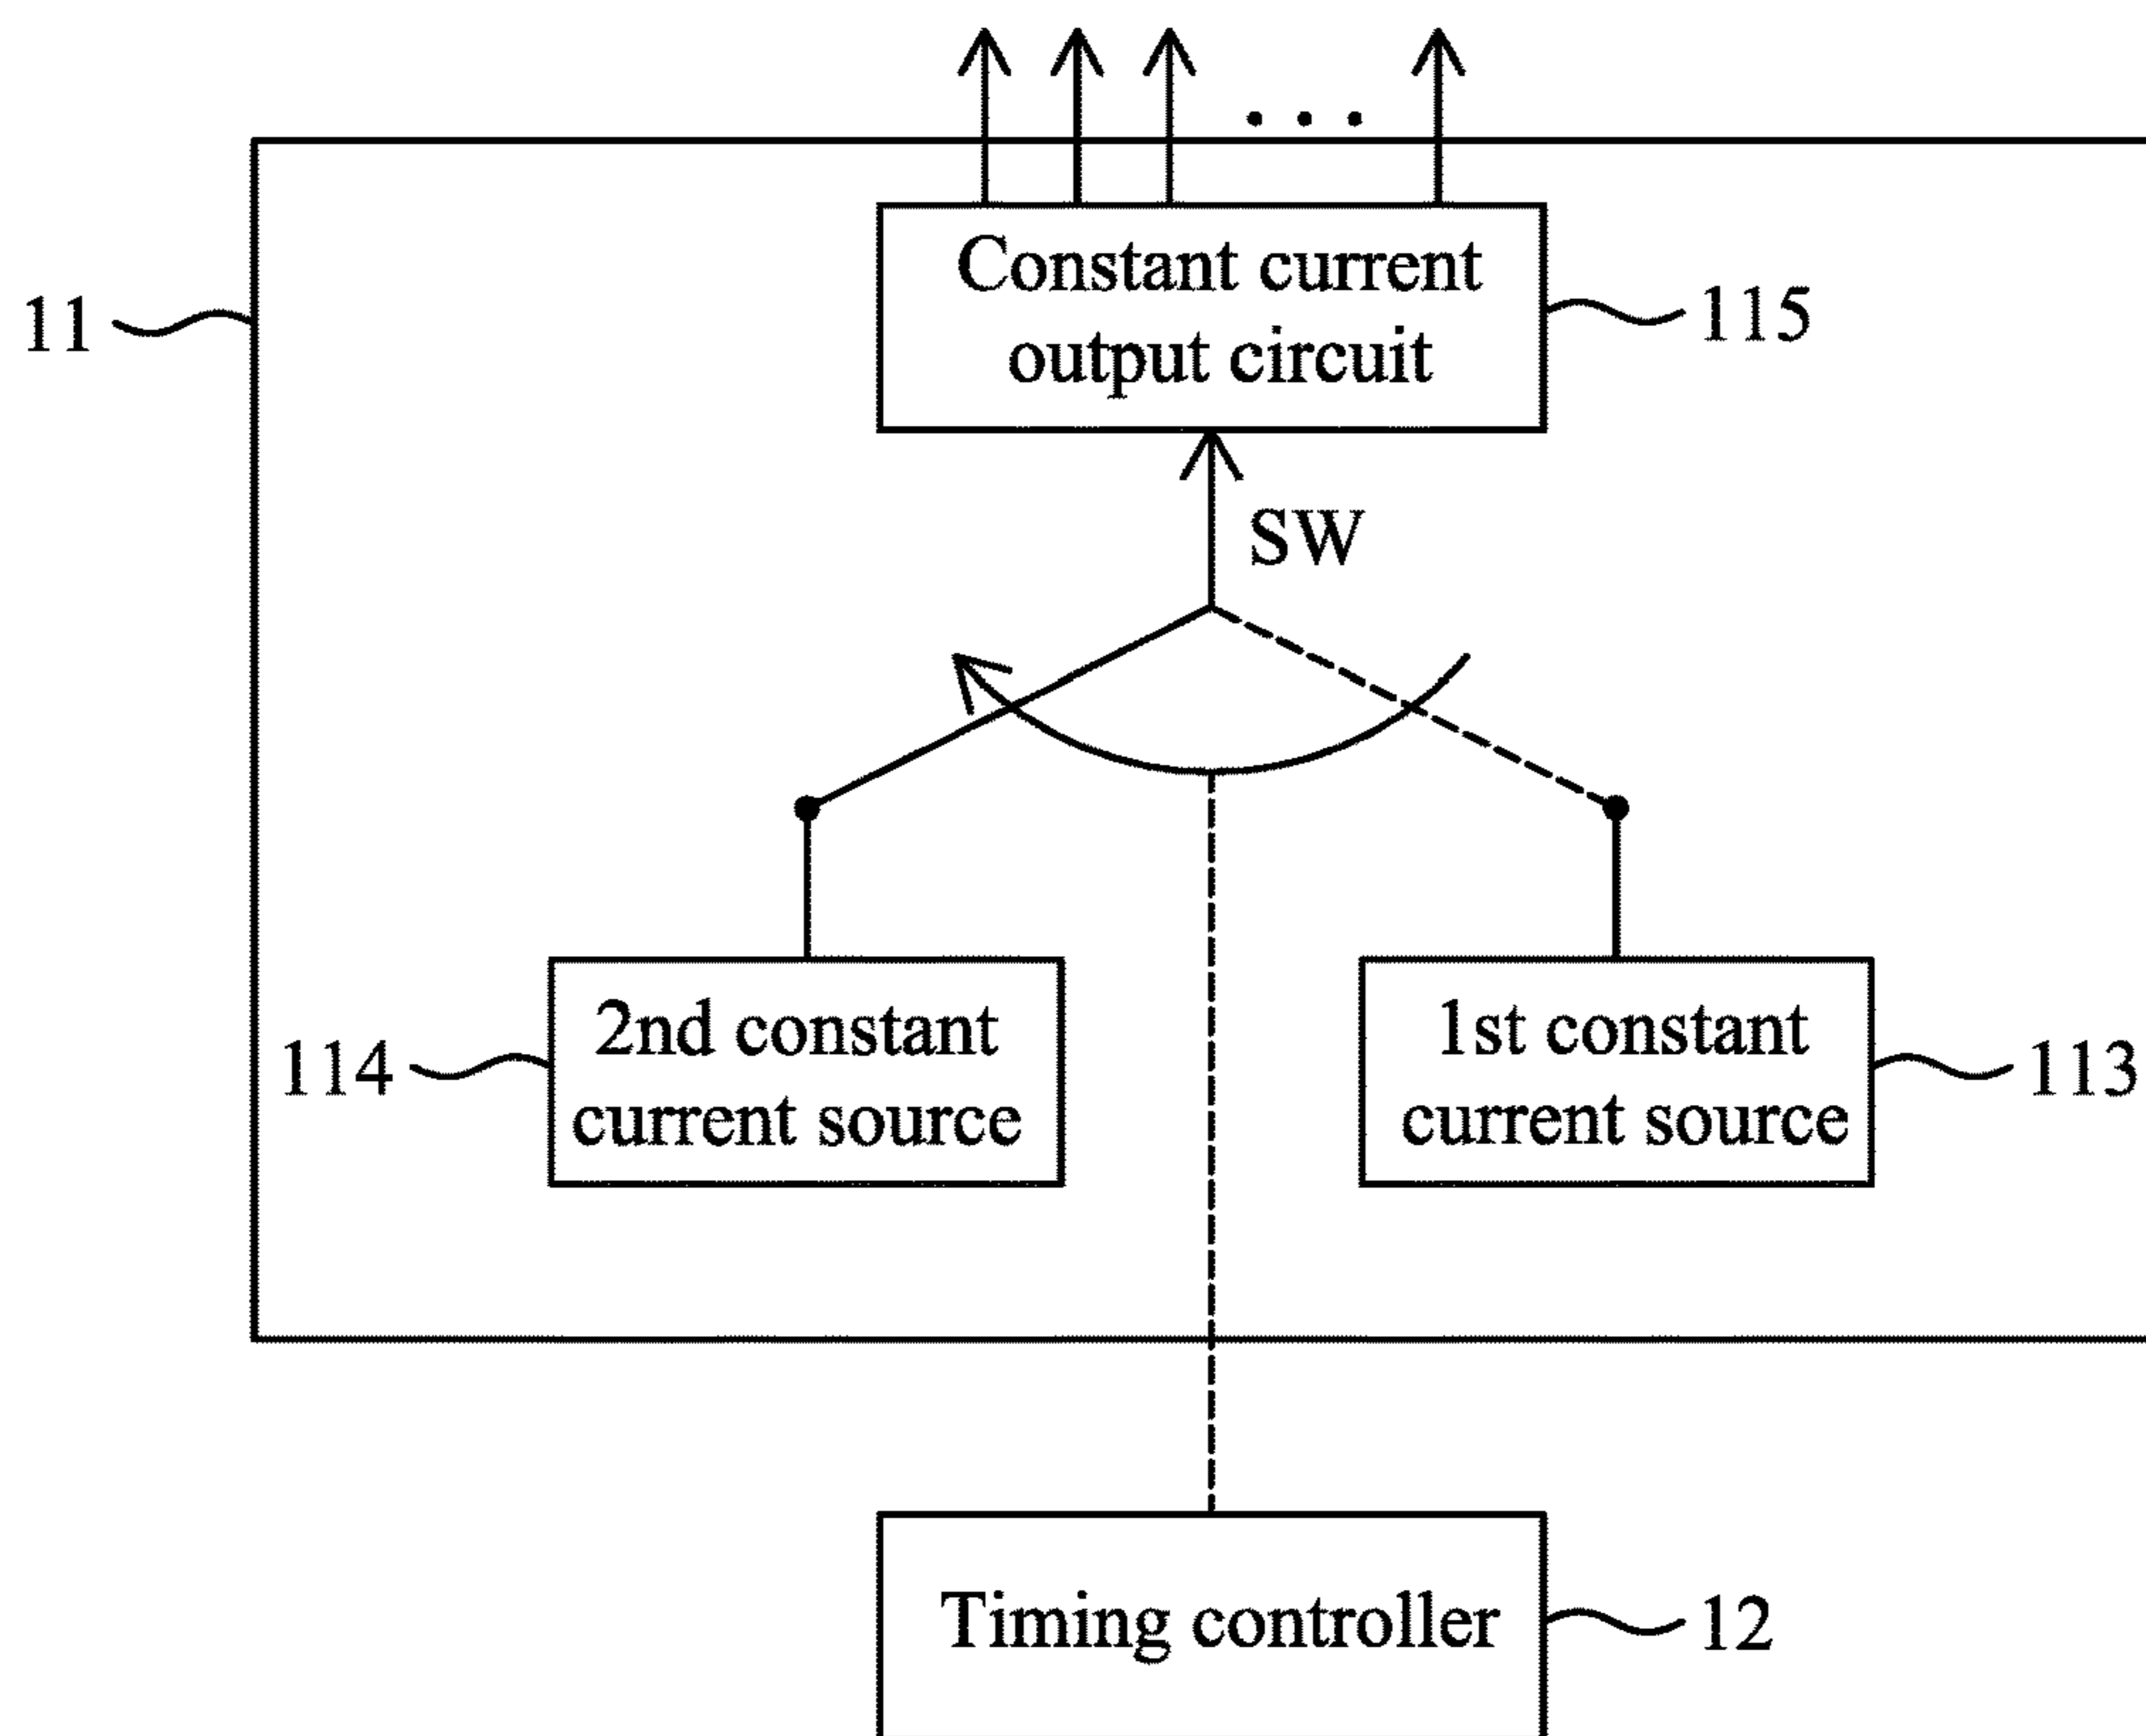 11
Constant current
output circuit
115
SW
114
2nd constant
current source
1st constant
current source
113
Timing controller
12